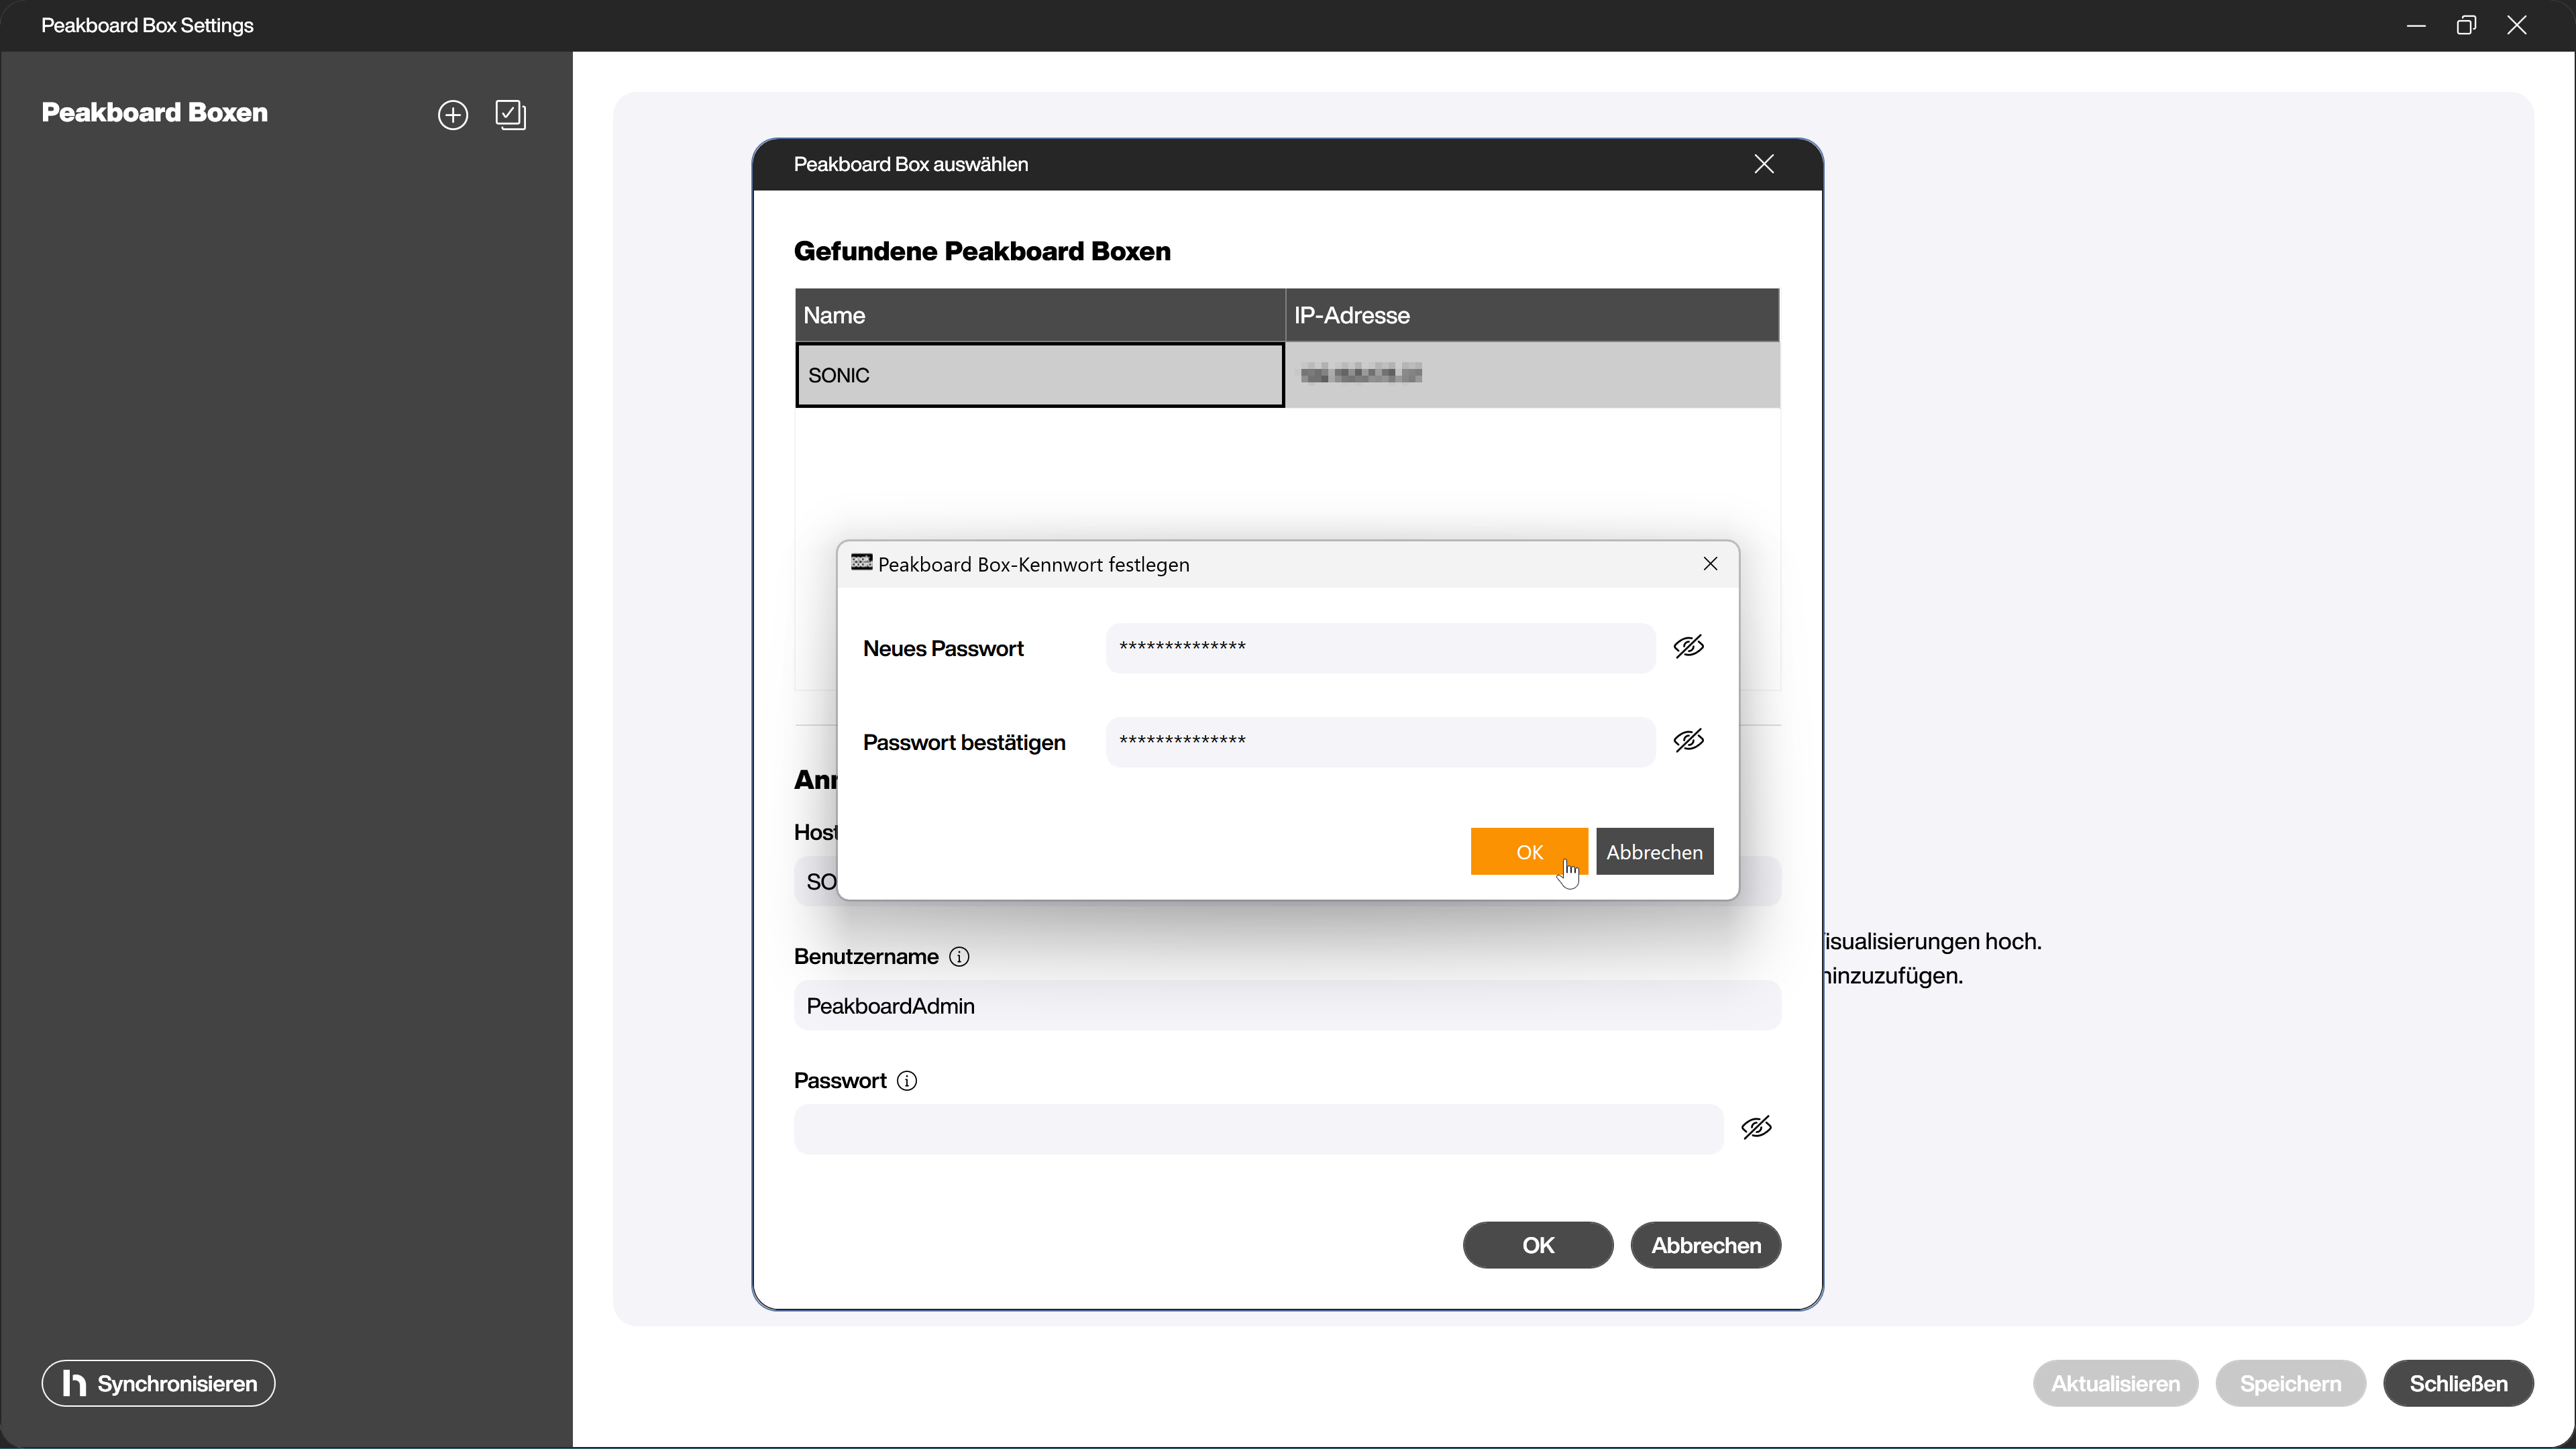 Peakboard Box Settings
Peakboard Boxen
Peakboard Box auswählen
Gefundene Peakboard Boxen
Name IP-Adresse
SONIC
Peakboard Box-Kennwort festlegen
Neues Passwort **************
Passwort bestätigen **************
OK Abbrechen
Host
SO
isualisierungen hoch.
hinzuzufügen.
Benutzername
PeakboardAdmin
Passwort
OK Abbrechen
Synchronisieren
Aktualisieren Speichern Schließen